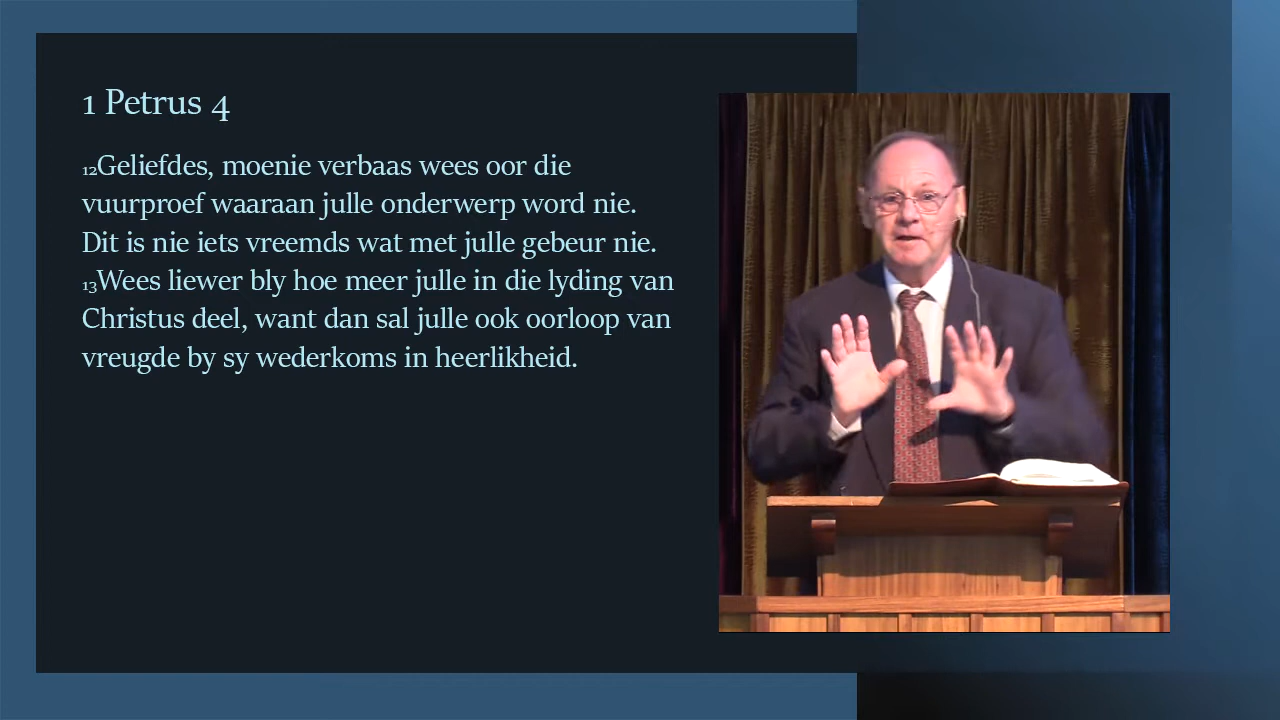 1 Petrus 4
12Geliefdes, moenie verbaas wees oor die
vuurproef waaraan julle onderwerp word nie.
Dit is nie iets vreemds wat met julle gebeur nie.
13Wees liewer bly hoe meer julle in die lyding van
Christus deel, want dan sal julle ook oorloop van
vreugde by sy wederkoms in heerlikheid.